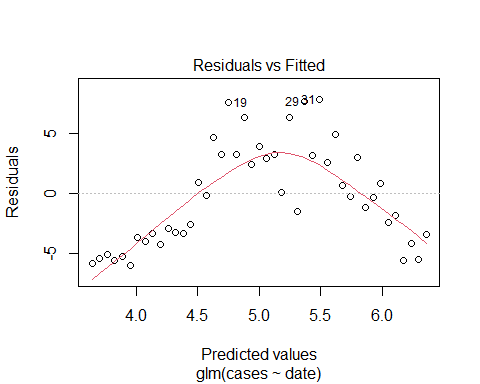 Residuals vs Fitted
Residuals
5
0
-5
19
29
31
4.0 4.5 5.0 5.5 6.0
Predicted values
glm(cases ~ date)